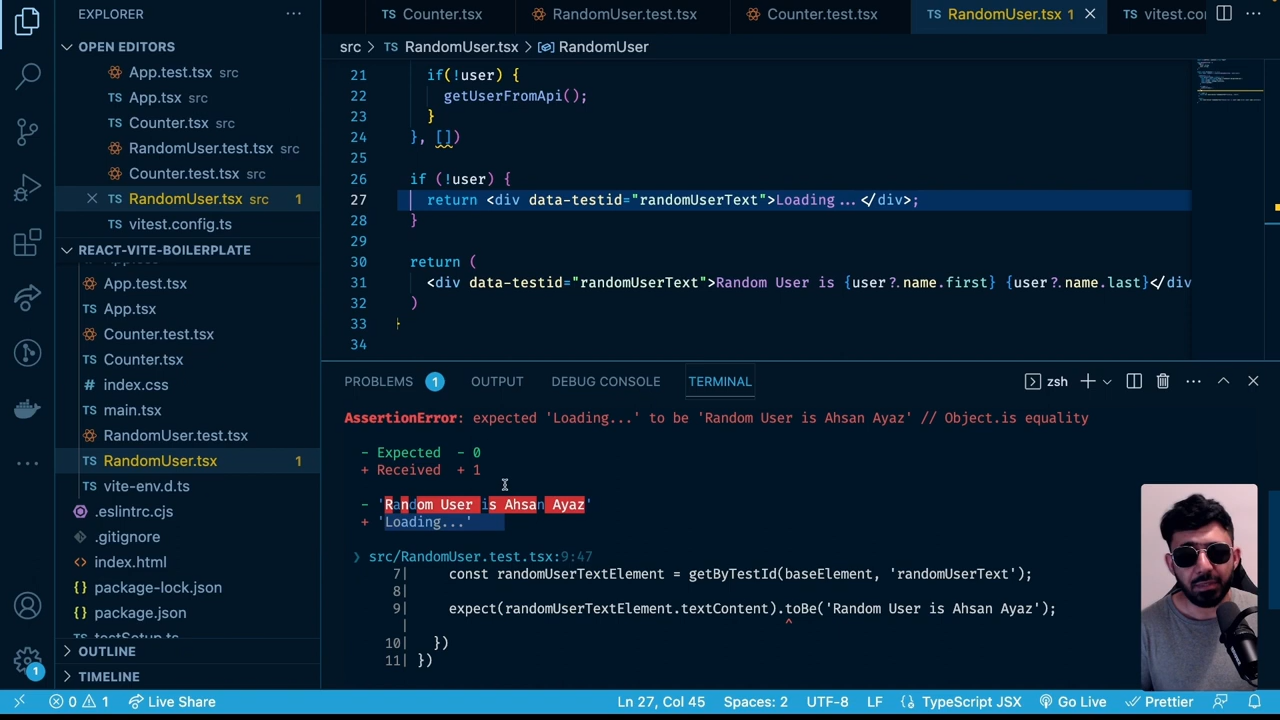 EXPLORER
OPEN EDITORS
App.test.tsx src
App.tsx src
Counter.tsx src
RandomUser.test.tsx src
Counter.test.tsx src
RandomUser.tsx src 1
vitest.config.ts
REACT-VITE-BOILERPLATE
App.test.tsx
App.tsx
Counter.test.tsx
Counter.tsx
index.css
main.tsx
RandomUser.test.tsx
RandomUser.tsx 1
vite-env.d.ts
.eslintrc.cjs
.gitignore
index.html
package-lock.json
package.json
testSetup.ts
OUTLINE
TIMELINE
Counter.tsx RandomUser.test.tsx Counter.test.tsx RandomUser.tsx 1 vitest.co
src > RandomUser.tsx > RandomUser
21 if(!user) {
22 getUserFromApi();
23 }
24 }, [])
25
26 if (!user) {
27 return <div data-testid="randomUserText">Loading...</div>;
28 }
29
30 return (
31 <div data-testid="randomUserText">Random User is {user?.name.first} {user?.name.last}</div
32 )
33 }
34
PROBLEMS 1 OUTPUT DEBUG CONSOLE TERMINAL zsh
AssertionError: expected 'Loading...' to be 'Random User is Ahsan Ayaz' // Object.is equality
- Expected - 0
+ Received + 1
- 'Random User is Ahsan Ayaz'
+ 'Loading...'
❯ src/RandomUser.test.tsx:9:47
7| const randomUserTextElement = getByTestId(baseElement, 'randomUserText');
8|
9| expect(randomUserTextElement.textContent).toBe('Random User is Ahsan Ayaz');
| ^
10| })
11| })
1
0 1 Live Share Ln 27, Col 45 Spaces: 2 UTF-8 LF {} TypeScript JSX Go Live Prettier